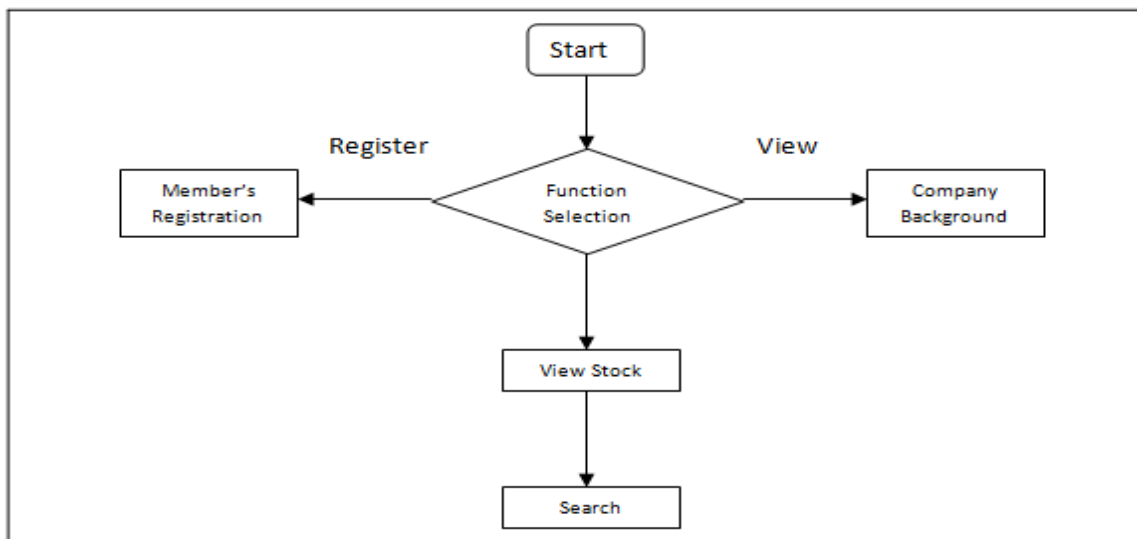 Start
Register
View
Member's
Registration
Function
Selection
Company
Background
View Stock
Search